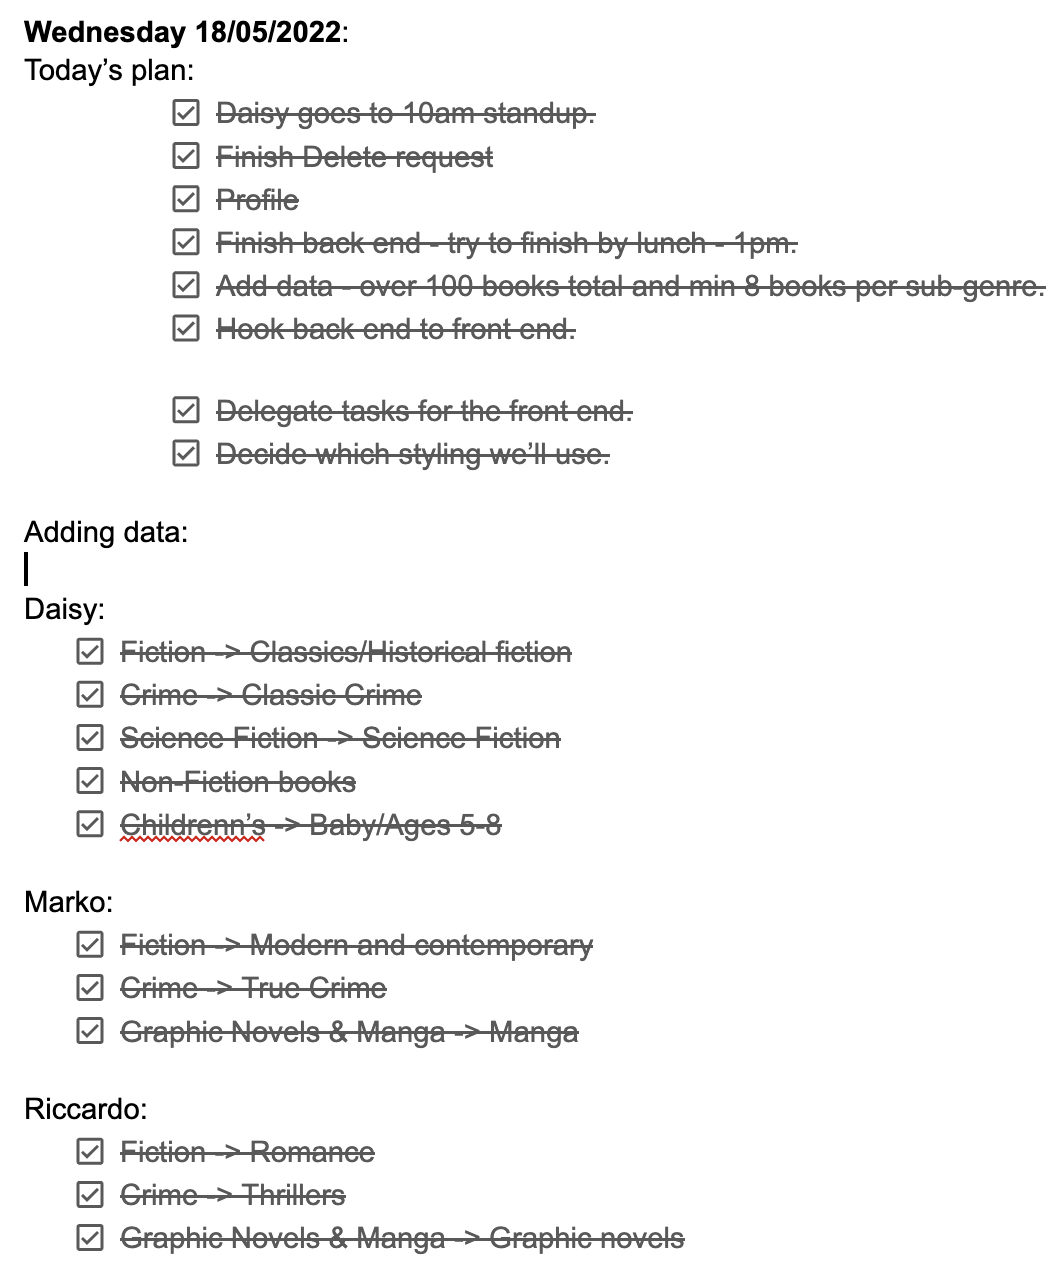 Wednesday 18/05/2022:
Today’s plan:
Daisy goes to 10am standup.
Finish Delete request
Profile
Finish back end - try to finish by lunch - 1pm.
Add data - over 100 books total and min 8 books per sub-genre.
Hook back end to front end.
Delegate tasks for the front end.
Decide which styling we’ll use.
Adding data:
Daisy:
Fiction -> Classics/Historical fiction
Crime -> Classic Crime
Science Fiction -> Science Fiction
Non-Fiction books
Childrenn’s -> Baby/Ages 5-8
Marko:
Fiction -> Modern and contemporary
Crime -> True Crime
Graphic Novels & Manga -> Manga
Riccardo:
Fiction -> Romance
Crime -> Thrillers
Graphic Novels & Manga -> Graphic novels